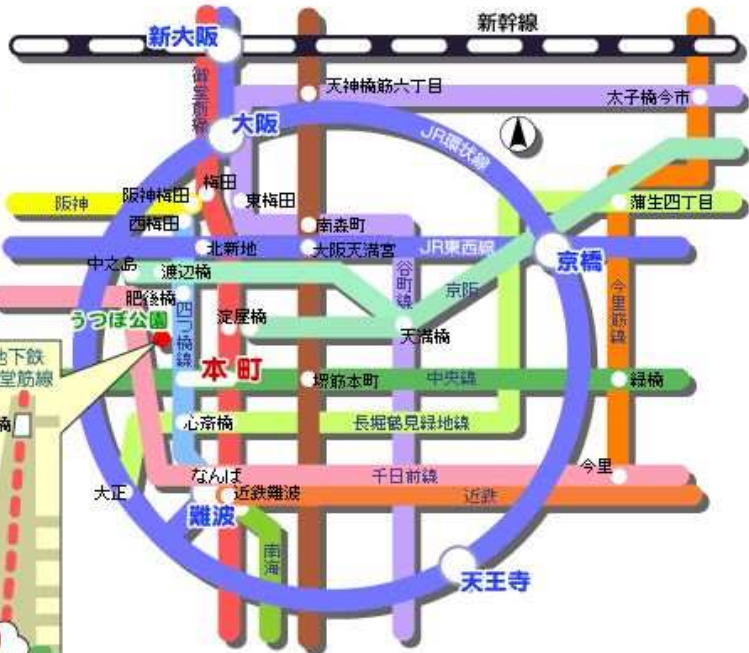 新幹線
新大阪
御堂筋線
天神橋筋六丁目
太子橋今市
大阪
JR環状線
梅田
阪神梅田
阪神
東梅田
蒲生四丁目
西梅田
南森町
北新地
大阪天満宮
JR東西線
京橋
中之島
渡辺橋
谷町線
京阪
今里筋線
肥後橋
四つ橋線
うつぼ公園
淀屋橋
天満橋
地下鉄
堂筋線
本町
堺筋本町
中央線
緑橋
橋
心斎橋
長堀鶴見緑地線
なんば
千日前線
今里
大正
近鉄難波
近鉄
難波
南海
天王寺